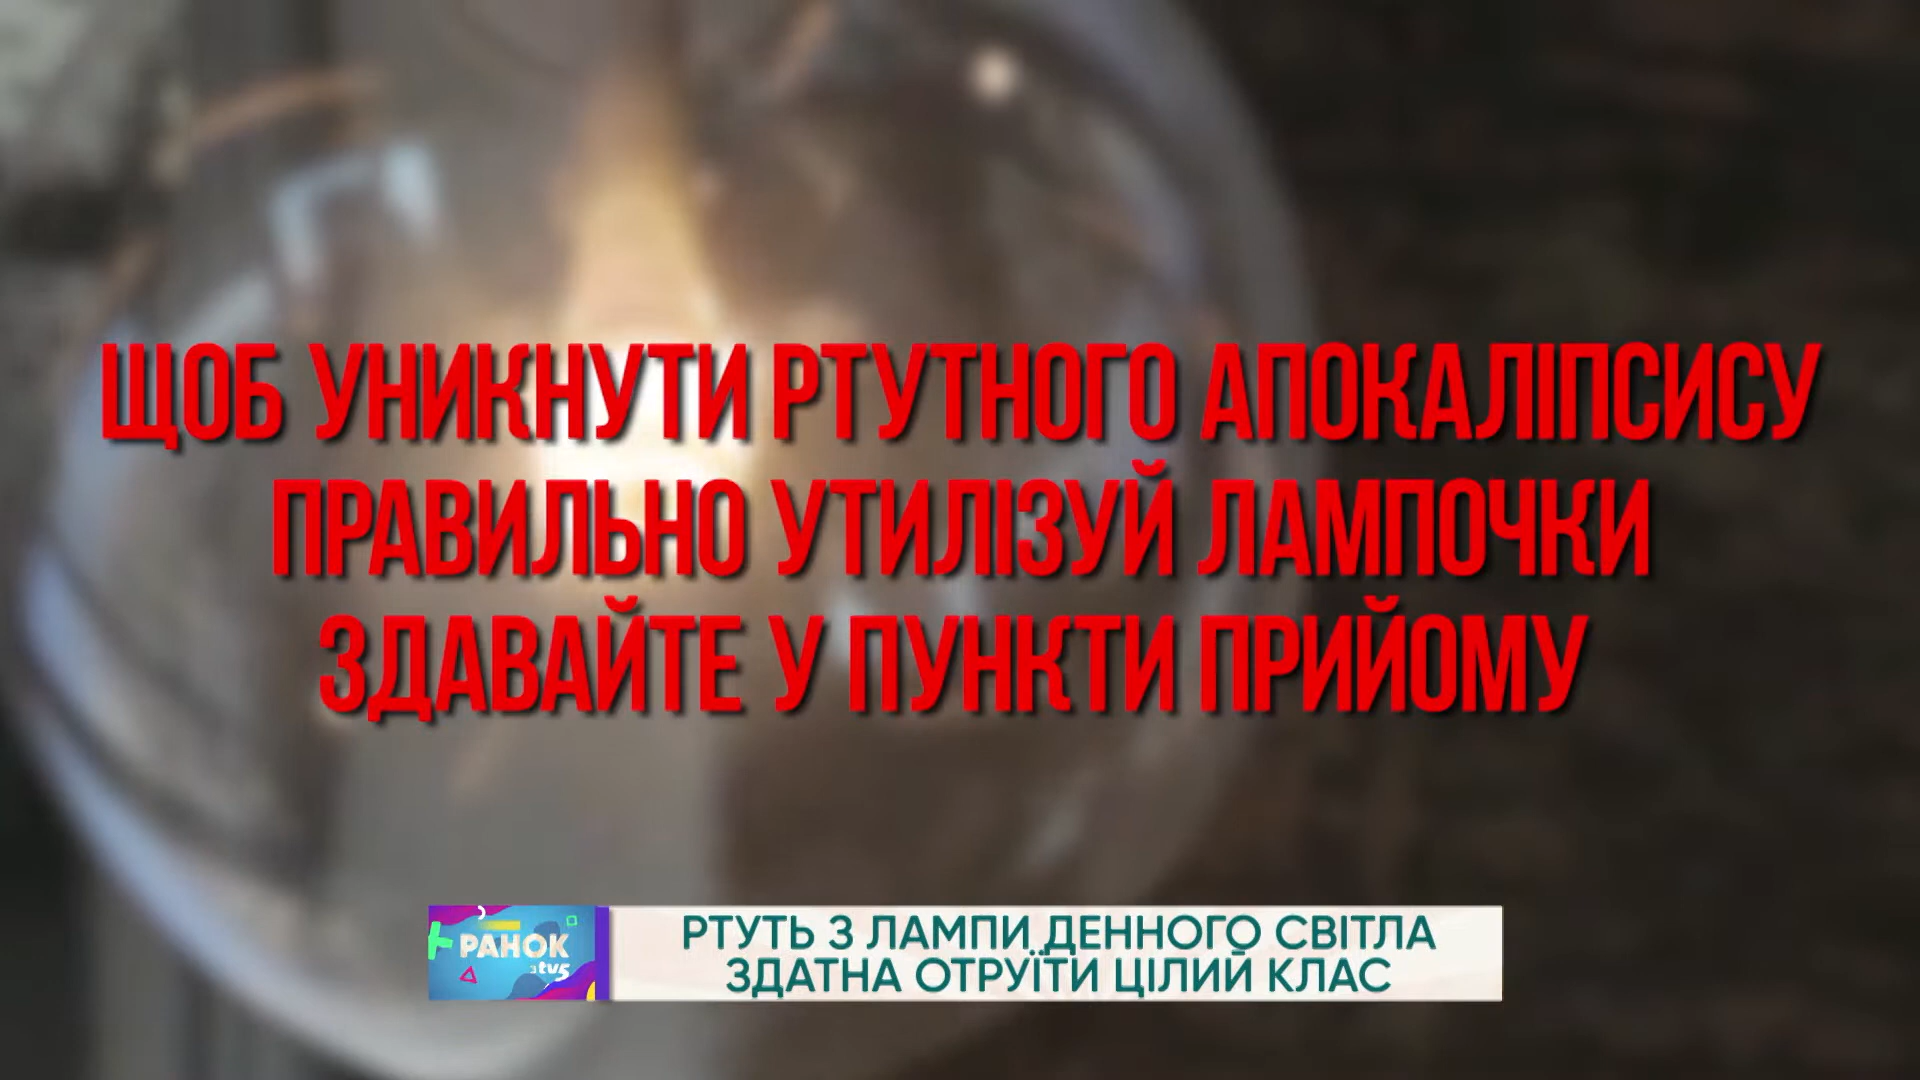 ЩОБ УНИКНУТИ РТУТНОГО АПОКАЛІПСИСУ
ПРАВИЛЬНО УТИЛІЗУЙ ЛАМПОЧКИ
ЗДАВАЙТЕ У ПУНКТИ ПРИЙОМУ
РАНОК
з tv5
РТУТЬ З ЛАМПИ ДЕННОГО СВІТЛА
ЗДАТНА ОТРУЇТИ ЦІЛИЙ КЛАС